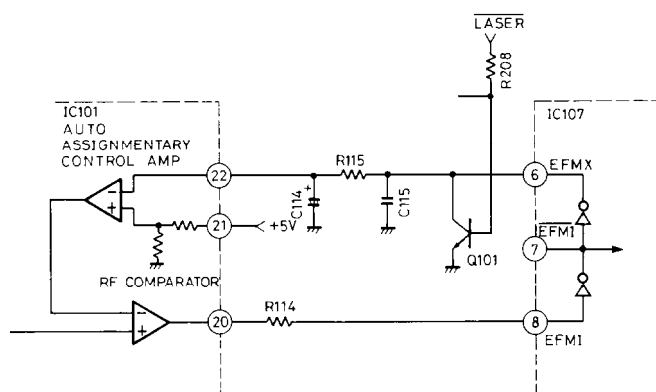 LASER
R208
IC101
AUTO
ASSIGNMENTARY
CONTROL AMP
IC107
22
R115
6
EFMX
C114
+
C115
-
+
21
+5V
EFMI
7
Q101
RF COMPARATOR
-
+
20
R114
8
EFMI